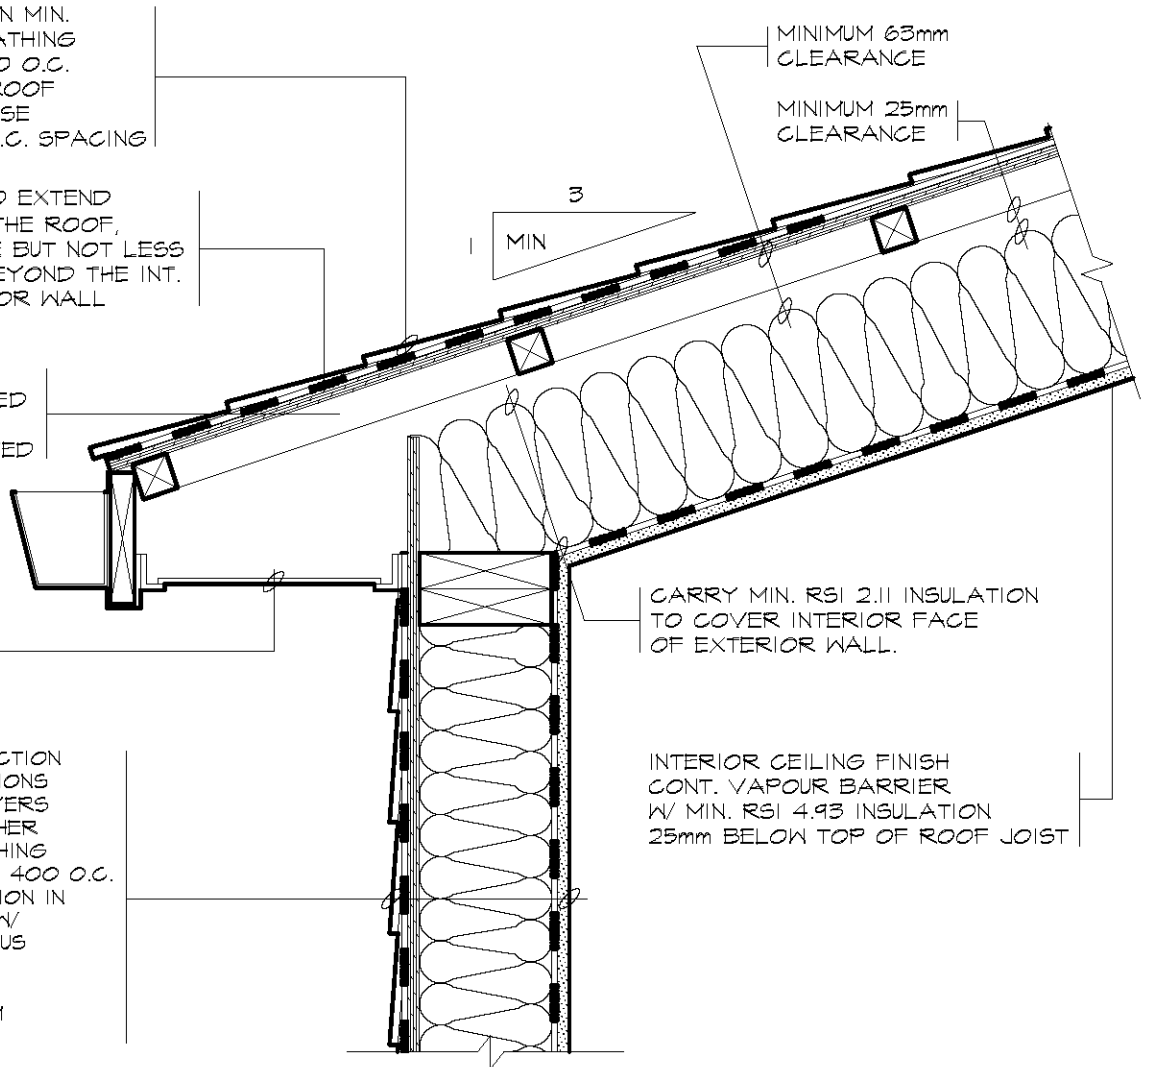 N MIN.
ATHING
O O.C.
ROOF
SE
.C. SPACING
O EXTEND
THE ROOF,
E BUT NOT LESS
EYOND THE INT.
OR WALL
ED
ED
CTION
IONS
YERS
HER
HING
400 O.C.
ION IN
W/
US
3
1
MIN
MINIMUM 63mm
CLEARANCE
MINIMUM 25mm
CLEARANCE
CARRY MIN. RSI 2.11 INSULATION
TO COVER INTERIOR FACE
OF EXTERIOR WALL.
INTERIOR CEILING FINISH
CONT. VAPOUR BARRIER
W/ MIN. RSI 4.93 INSULATION
25mm BELOW TOP OF ROOF JOIST